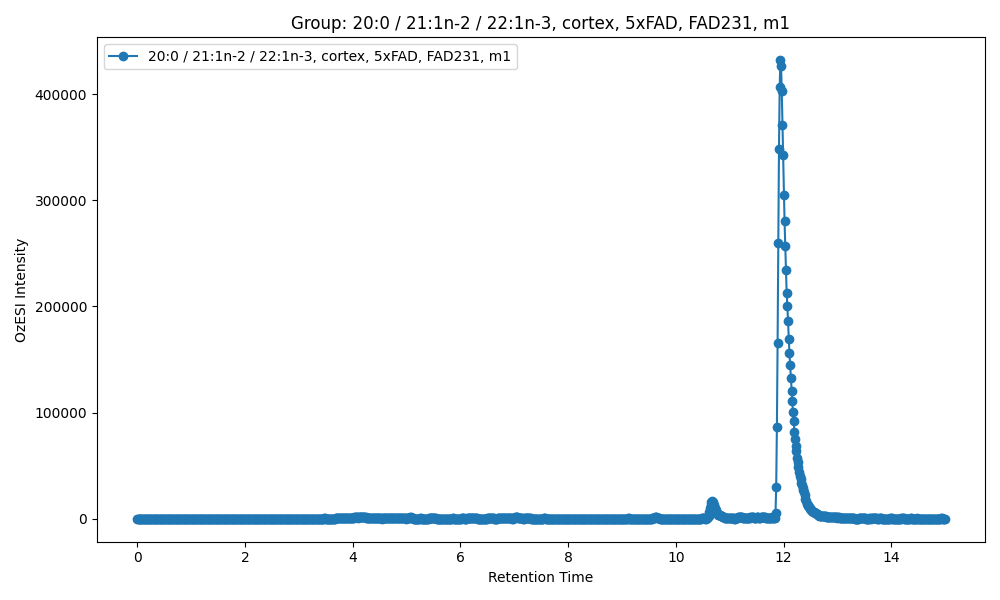 Group: 20:0 / 21:1n-2 / 22:1n-3, cortex, 5xFAD, FAD231, m1
20:0 / 21:1n-2 / 22:1n-3, cortex, 5xFAD, FAD231, m1
OzESI Intensity
400000
300000
200000
100000
0
0 2 4 6 8 10 12 14
Retention Time